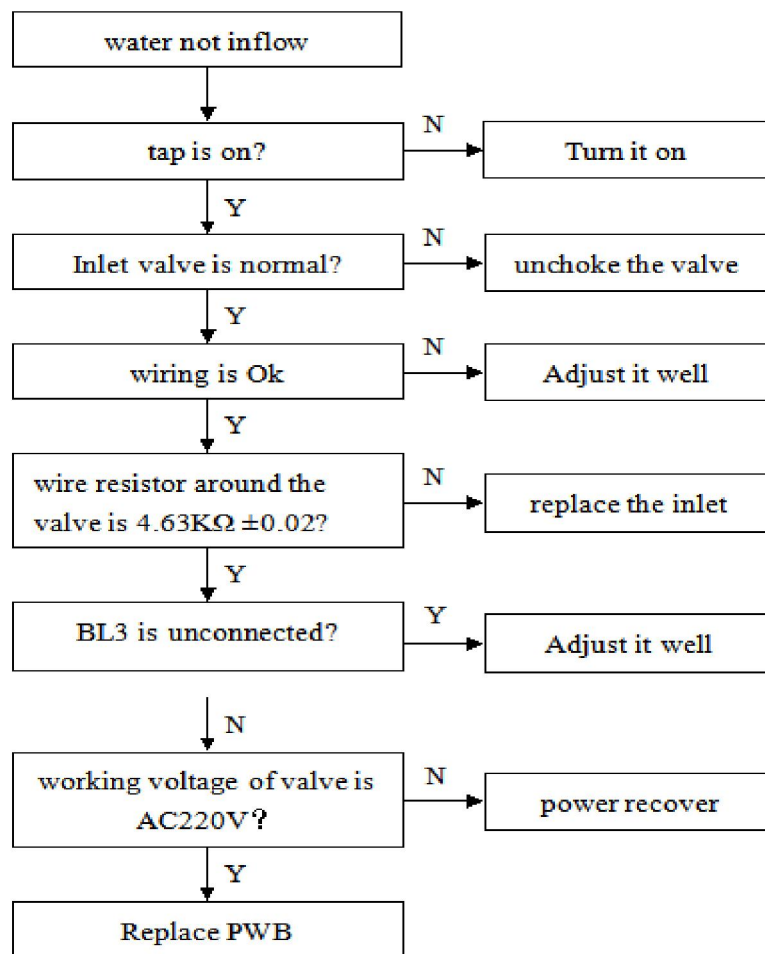 water not inflow
tap is on?
N
Turn it on
Y
Inlet valve is normal?
N
unchoke the valve
Y
wiring is Ok
N
Adjust it well
Y
wire resistor around the
valve is 4.63KΩ ±0.02?
N
replace the inlet
Y
BL3 is unconnected?
Y
Adjust it well
N
working voltage of valve is
AC220V?
N
power recover
Y
Replace PWB